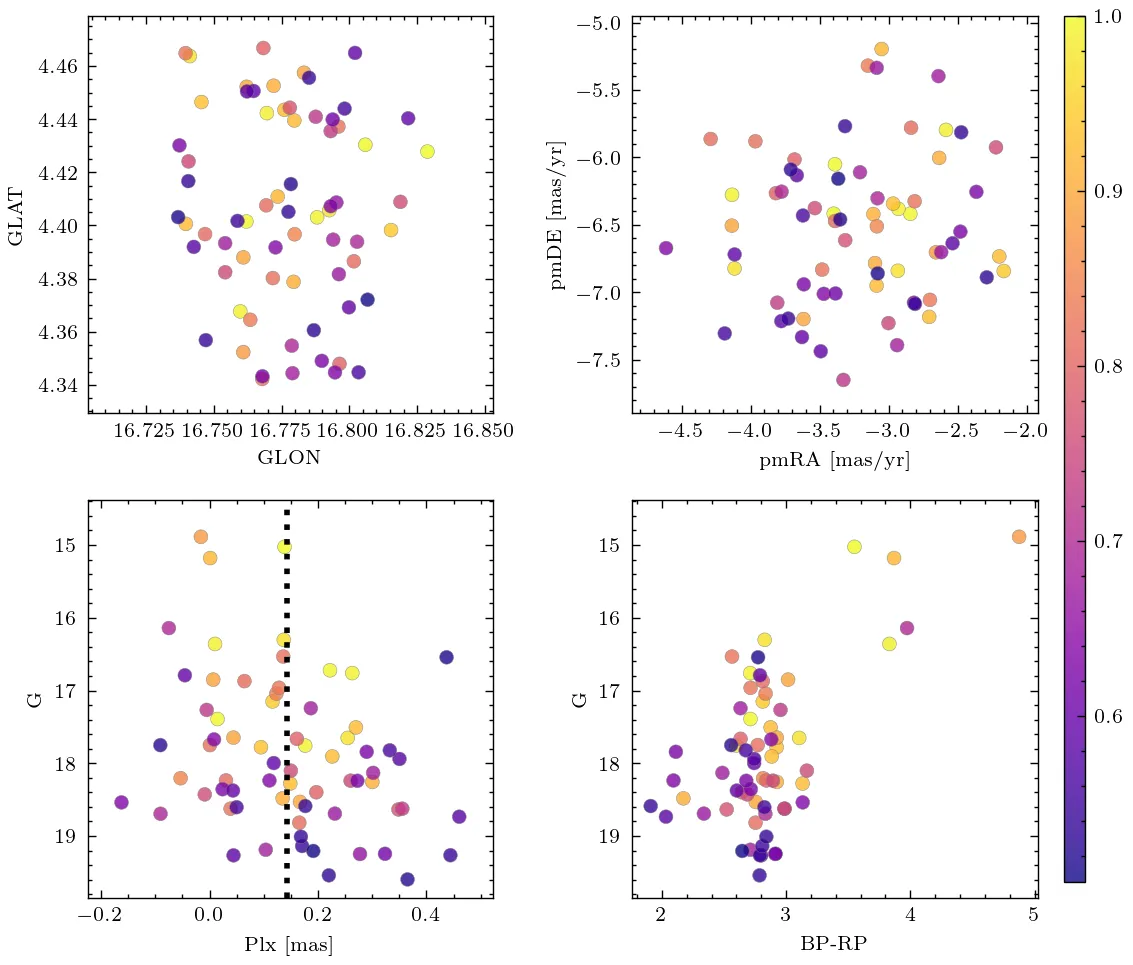 4.46
4.44
4.42
4.40
4.38
4.36
4.34
GLAT
16.725 16.750 16.775 16.800 16.825 16.850
GLON
−5.0
−5.5
−6.0
−6.5
−7.0
−7.5
pmDE [mas/yr]
−4.5 −4.0 −3.5 −3.0 −2.5 −2.0
pmRA [mas/yr]
1.0
0.9
0.8
0.7
0.6
15
16
17
18
19
G
−0.2 0.0 0.2 0.4
Plx [mas]
15
16
17
18
19
G
2 3 4 5
BP-RP